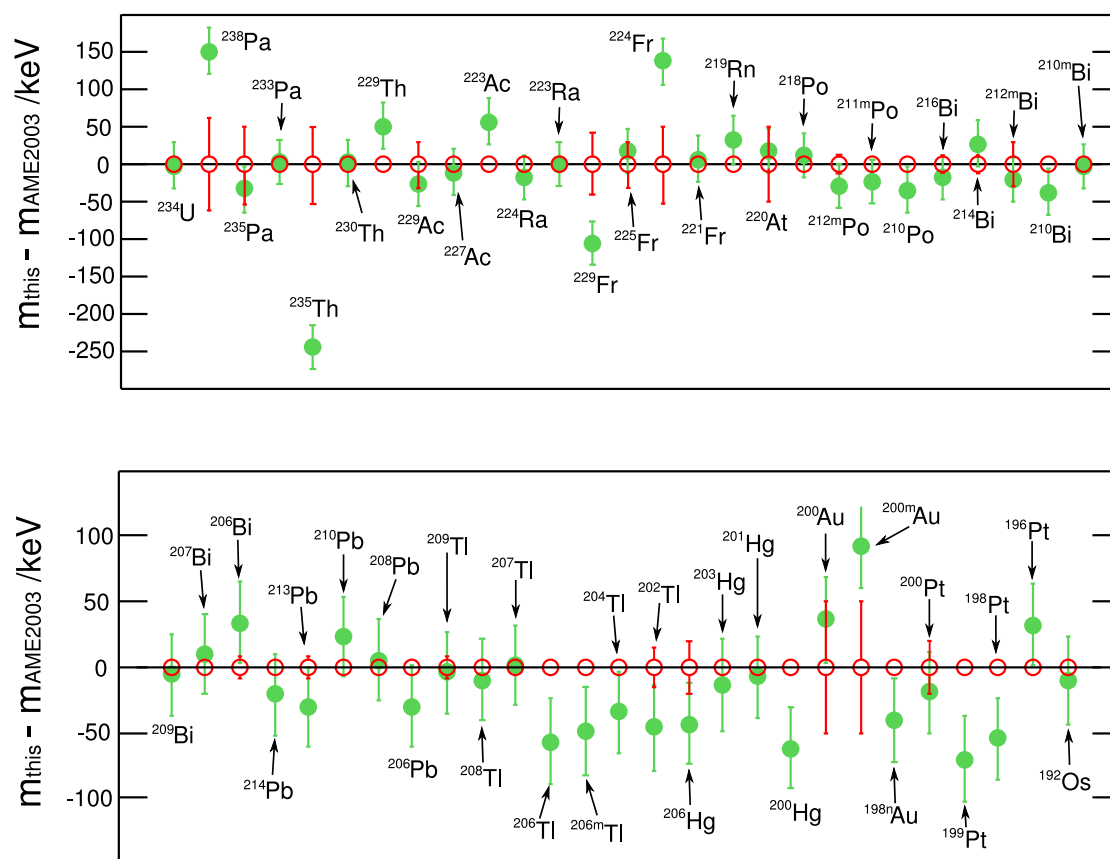 m_this - m_AME2003 /keV
150
100
50
0
-50
-100
-150
-200
-250
²³⁴U
²³⁸Pa
²³⁵Pa
²³³Pa
²³⁵Th
²³⁰Th
²²⁹Th
²²⁹Ac
²²⁷Ac
²²³Ac
²²⁴Ra
²²³Ra
²²⁹Fr
²²⁵Fr
²²⁴Fr
²²¹Fr
²¹⁹Rn
²²⁰At
²¹⁸Po
²¹²ᵐPo
²¹¹ᵐPo
²¹⁰Po
²¹⁶Bi
²¹⁴Bi
²¹²ᵐBi
²¹⁰Bi
²¹⁰ᵐBi
m_this - m_AME2003 /keV
100
50
0
-50
-100
²⁰⁹Bi
²⁰⁷Bi
²⁰⁶Bi
²¹⁴Pb
²¹³Pb
²¹⁰Pb
²⁰⁸Pb
²⁰⁶Pb
²⁰⁹Tl
²⁰⁸Tl
²⁰⁷Tl
²⁰⁶Tl
²⁰⁶ᵐTl
²⁰⁴Tl
²⁰²Tl
²⁰⁶Hg
²⁰³Hg
²⁰¹Hg
²⁰⁰Hg
²⁰⁰Au
²⁰⁰ᵐAu
¹⁹⁸ⁿAu
²⁰⁰Pt
¹⁹⁹Pt
¹⁹⁸Pt
¹⁹⁶Pt
¹⁹²Os